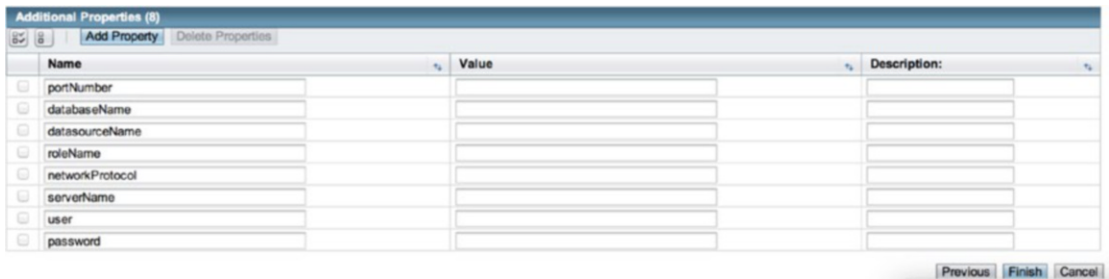 Additional Properties (8)
Add Property Delete Properties
Name Value Description:
portNumber
databaseName
datasourceName
roleName
networkProtocol
serverName
user
password
Previous Finish Cancel